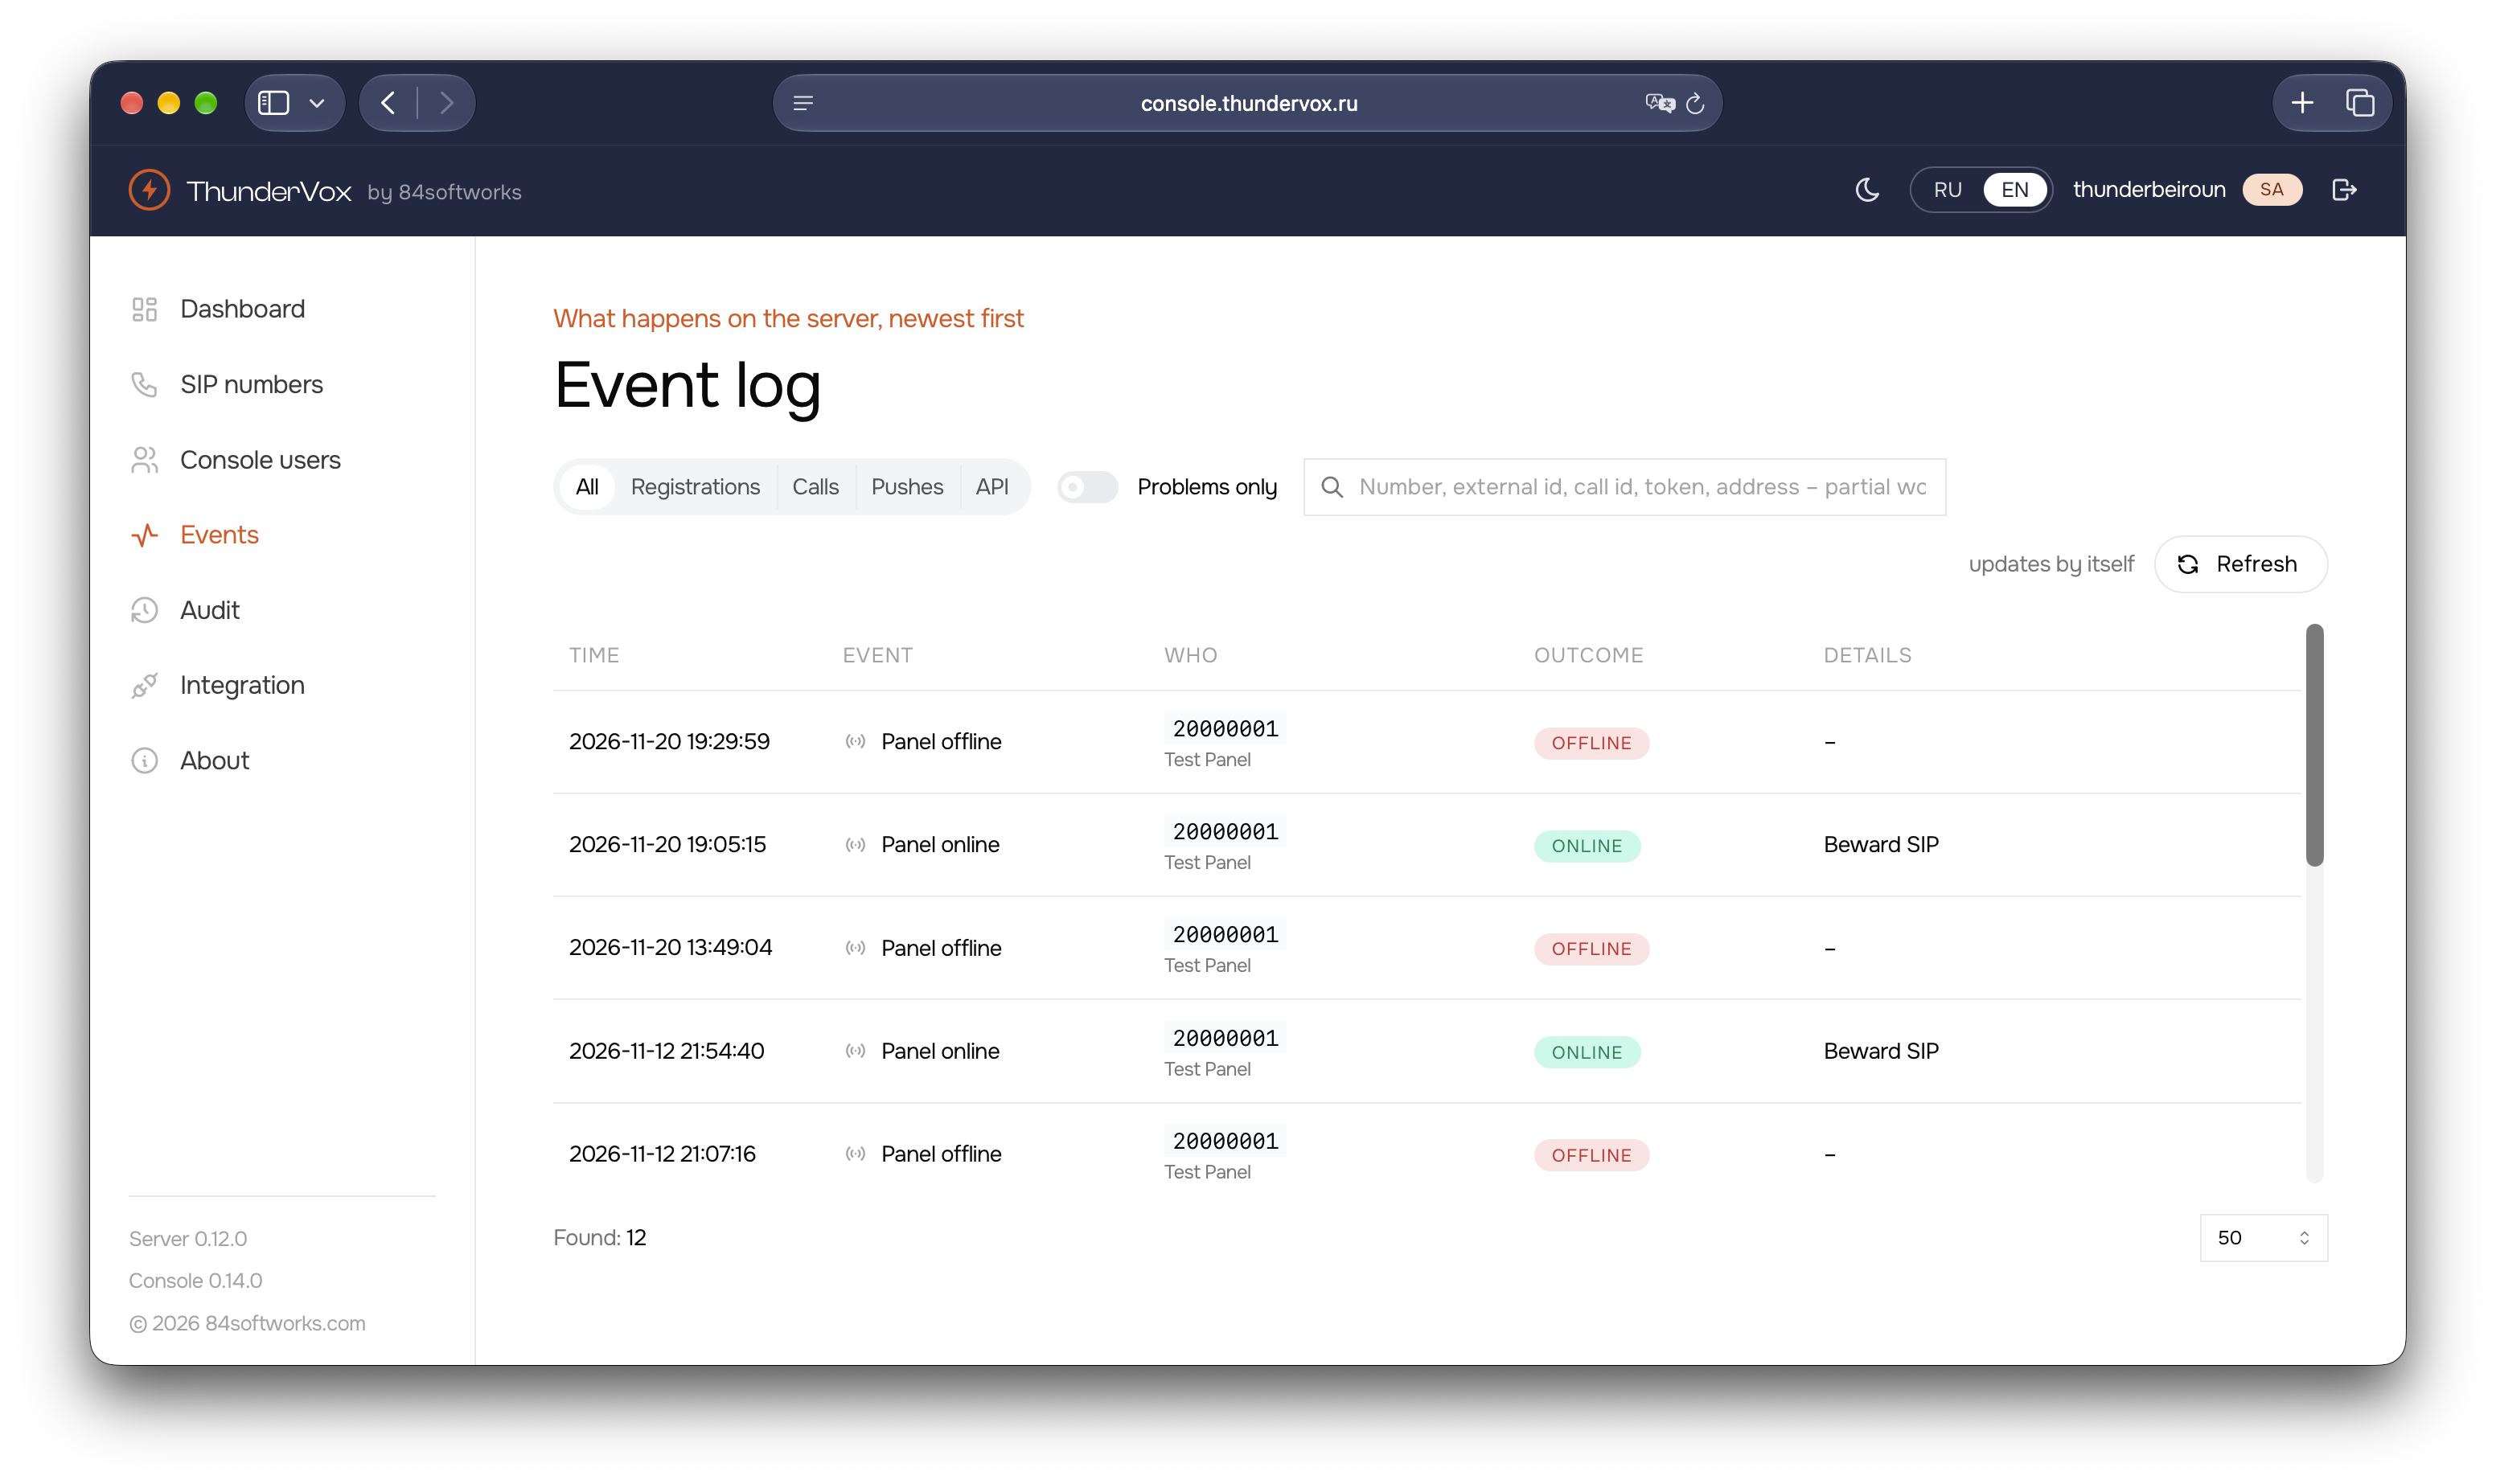 console.thundervox.ru
ThunderVox by 84softworks
RU EN thunderbeiroun SA
Dashboard
SIP numbers
Console users
Events
Audit
Integration
About
Server 0.12.0
Console 0.14.0
© 2026 84softworks.com
What happens on the server, newest first
Event log
All Registrations Calls Pushes API Problems only Number, external id, call id, token, address – partial wo
updates by itself Refresh
TIME EVENT WHO OUTCOME DETAILS
2026-11-20 19:29:59 Panel offline 20000001 OFFLINE –
Test Panel
2026-11-20 19:05:15 Panel online 20000001 ONLINE Beward SIP
Test Panel
2026-11-20 13:49:04 Panel offline 20000001 OFFLINE –
Test Panel
2026-11-12 21:54:40 Panel online 20000001 ONLINE Beward SIP
Test Panel
2026-11-12 21:07:16 Panel offline 20000001 OFFLINE –
Test Panel
Found: 12 50